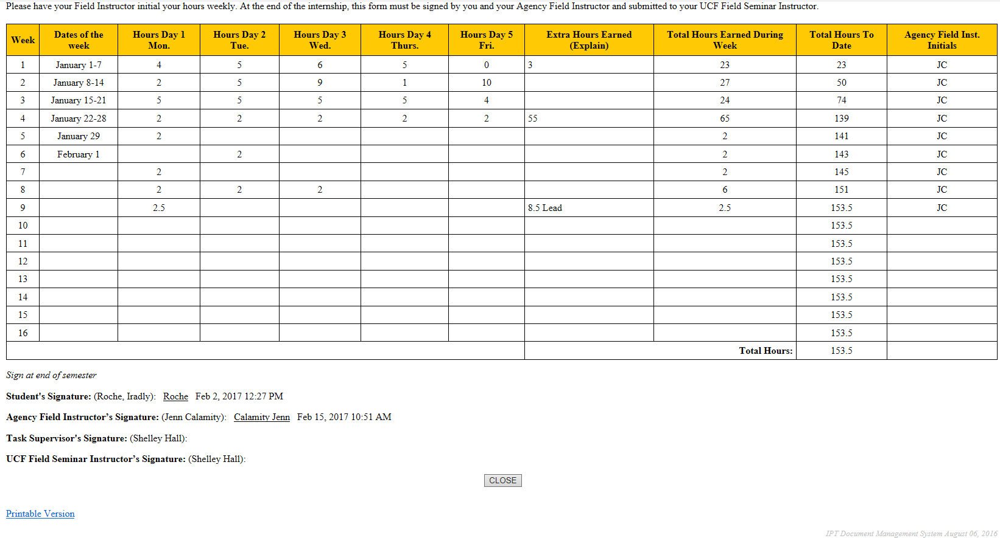 Please have your Field Instructor initial your hours weekly. At the end of the internship, this form must be signed by you and your Agency Field Instructor and submitted to your UCF Field Seminar Instructor.
Week Dates of the week Hours Day 1 Mon. Hours Day 2 Tue. Hours Day 3 Wed. Hours Day 4 Thurs. Hours Day 5 Fri. Extra Hours Earned (Explain) Total Hours Earned During Week Total Hours To Date Agency Field Inst. Initials
1 January 1-7 4 5 6 5 0 3 23 23 JC
2 January 8-14 2 5 9 1 10 27 50 JC
3 January 15-21 5 5 5 5 4 24 74 JC
4 January 22-28 2 2 2 2 2 55 65 139 JC
5 January 29 2 2 141 JC
6 February 1 2 2 143 JC
7 2 2 145 JC
8 2 2 2 6 151 JC
9 2.5 8.5 Lead 2.5 153.5 JC
10 153.5
11 153.5
12 153.5
13 153.5
14 153.5
15 153.5
16 153.5
Total Hours: 153.5
Sign at end of semester
Student's Signature: (Roche, Iradly): Roche Feb 2, 2017 12:27 PM
Agency Field Instructor’s Signature: (Jenn Calamity): Calamity Jenn Feb 15, 2017 10:51 AM
Task Supervisor's Signature: (Shelley Hall):
UCF Field Seminar Instructor’s Signature: (Shelley Hall):
CLOSE
Printable Version
IPT Document Management System August 06, 2016